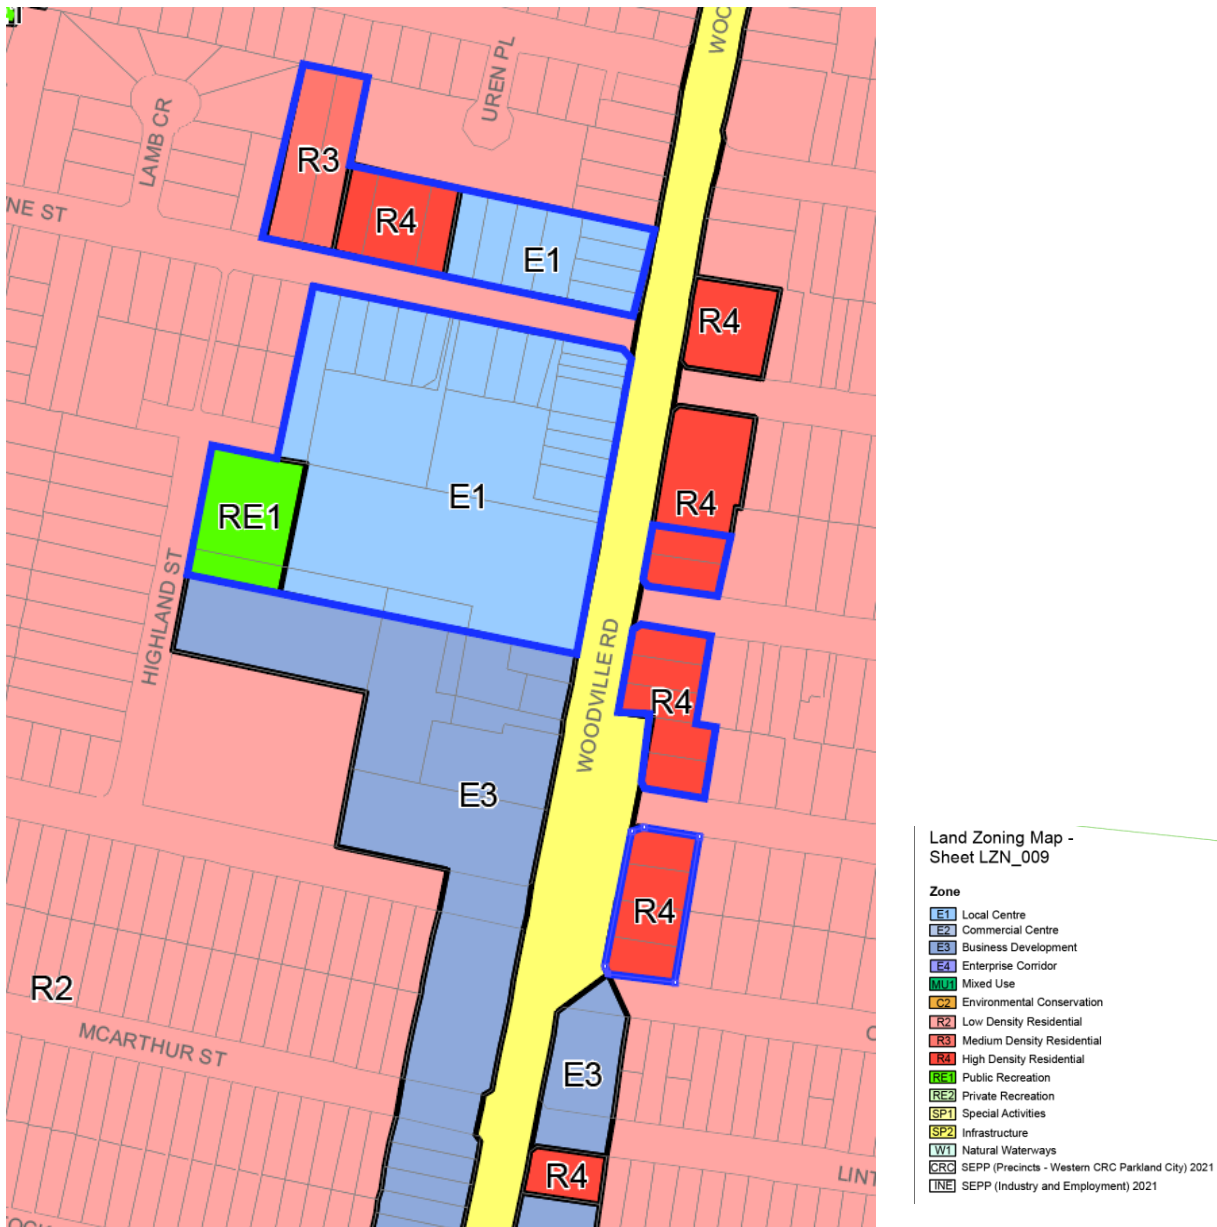 WOO
UREN PL
LAMB CR
R3
NE ST
R4
E1
R4
E1
R4
RE1
HIGHLAND ST
WOODVILLE RD
R4
E3
R4
R2
MCARTHUR ST
E3
R4
LINT
Land Zoning Map -
Sheet LZN_009
Zone
E1 Local Centre
E2 Commercial Centre
E3 Business Development
E4 Enterprise Corridor
MU1 Mixed Use
C2 Environmental Conservation
R2 Low Density Residential
R3 Medium Density Residential
R4 High Density Residential
RE1 Public Recreation
RE2 Private Recreation
SP1 Special Activities
SP2 Infrastructure
W1 Natural Waterways
CRC SEPP (Precincts - Western CRC Parkland City) 2021
INE SEPP (Industry and Employment) 2021